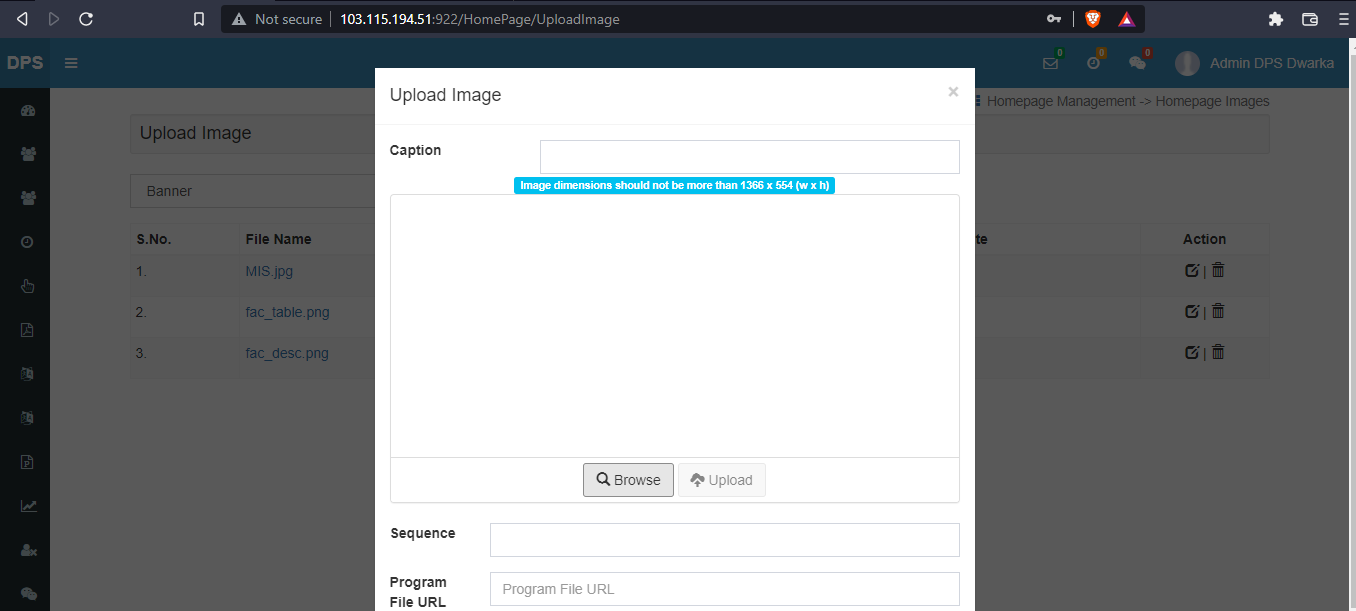 Not secure 103.115.194.51:922/HomePage/UploadImage
DPS
0 0 0 Admin DPS Dwarka
Homepage Management -> Homepage Images
Upload Image
Banner
S.No. File Name te Action
1. MIS.jpg |
2. fac_table.png |
3. fac_desc.png |
Upload Image ×
Caption
Image dimensions should not be more than 1366 x 554 (w x h)
Browse Upload
Sequence
Program
File URL
Program File URL